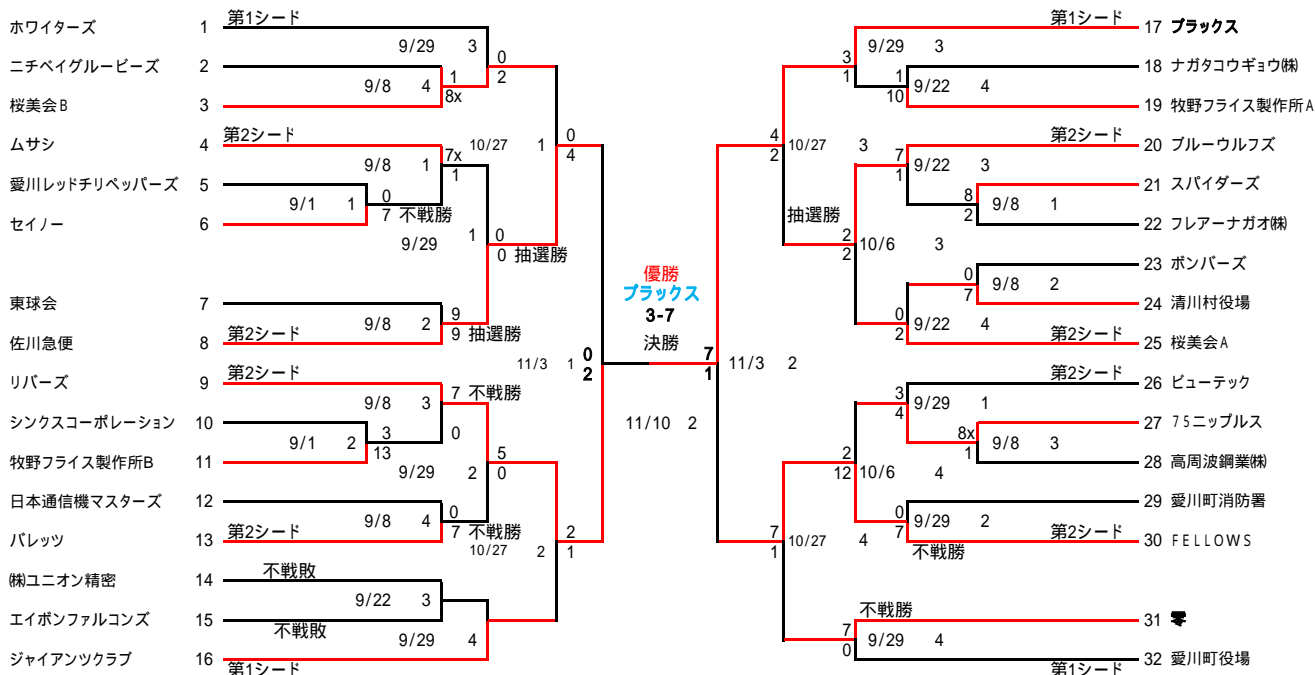 ホワイターズ 1 第1シード
9/29 3 0
ニチベイグルービーズ 2 2
9/8 4 1
桜美会B 3 8x
ムサシ 4 第2シード
10/27 1 0
4
9/8 1 7x
1
愛川レッドチリペッパーズ 5
9/1 1 0
7 不戦勝
セイノー 6
9/29 1 0
0 抽選勝
東球会 7
9/8 2 9
9 抽選勝
佐川急便 8 第2シード
11/3 1 0
2
リバーズ 9 第2シード
9/8 3 7 不戦勝
0
シンクスコーポレーション 10
9/1 2 3
13
牧野フライス製作所B 11
9/29 2 5
0
日本通信機マスターズ 12
9/8 4 0
7 不戦勝
バレッツ 13 第2シード
10/27 2 2
1
㈱ユニオン精密 14 不戦敗
9/22 3
エイボンファルコンズ 15 不戦敗
9/29 4
ジャイアンツクラブ 16 第1シード
優勝
ブラックス
3-7
決勝
11/10 2
第1シード 17 ブラックス
3 9/29 3
1
18 ナガタコウギョウ㈱
1 9/22 4
10
19 牧野フライス製作所A
4 10/27 3
2
第2シード 20 ブルーウルフズ
7 9/22 3
1
21 スパイダーズ
8 9/8 1
2
22 フレアーナガオ㈱
抽選勝 2 10/6 3
2
23 ボンバーズ
0 9/8 2
7
24 清川村役場
0 9/22 4
2
第2シード 25 桜美会A
7 11/3 2
1
第2シード 26 ビューテック
3 9/29 1
4
27 75ニップルス
8x 9/8 3
1
28 高周波鋼業㈱
2 10/6 4
12
29 愛川町消防署
0 9/29 2
7 不戦勝
第2シード 30 FELLOWS
7 10/27 4
1
不戦勝 31 零
7 9/29 4
0
第1シード 32 愛川町役場